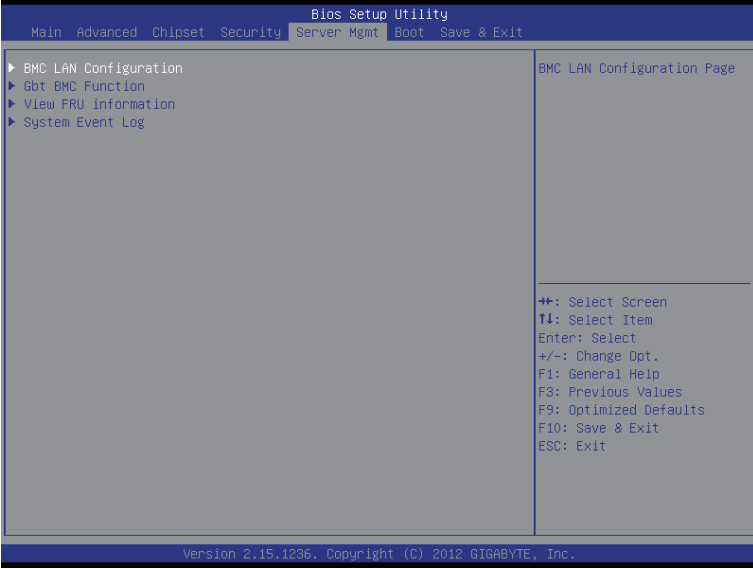 Bios Setup Utility
Main Advanced Chipset Security Server Mgmt Boot Save & Exit
▶ BMC LAN Configuration
▶ Gbt BMC Function
▶ View FRU information
▶ System Event Log
BMC LAN Configuration Page
→←: Select Screen
↑↓: Select Item
Enter: Select
+/-: Change Opt.
F1: General Help
F3: Previous Values
F9: Optimized Defaults
F10: Save & Exit
ESC: Exit
Version 2.15.1236. Copyright (C) 2012 GIGABYTE, Inc.